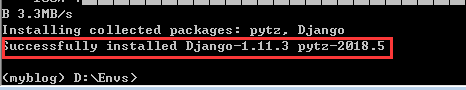 B 3.3MB/s
Installing collected packages: pytz, Django
Successfully installed Django-1.11.3 pytz-2018.5
(myblog) D:\Envs>